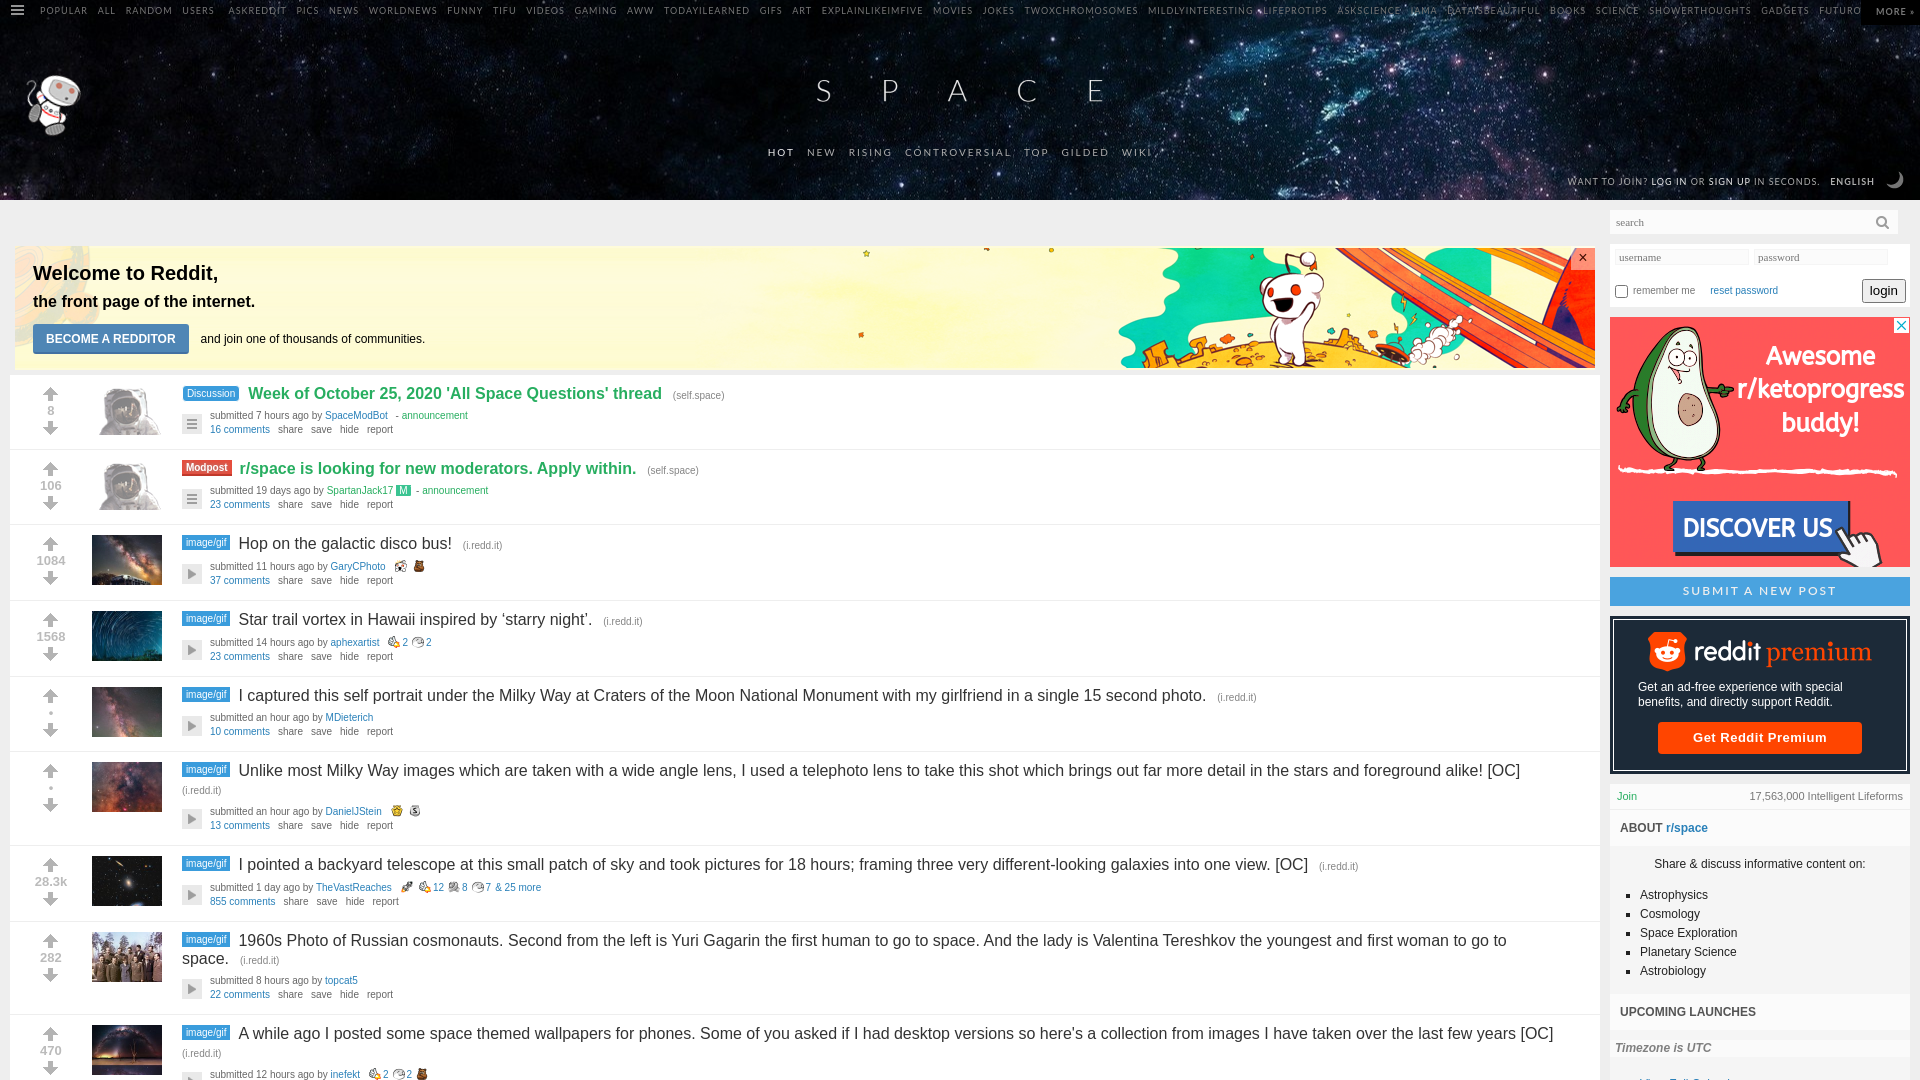 POPULAR ALL RANDOM USERS ASKREDDIT PICS NEWS WORLDNEWS FUNNY TIFU VIDEOS GAMING AWW TODAYILEARNED GIFS ART EXPLAINLIKEIMFIVE MOVIES JOKES TWOXCHROMOSOMES MILDLYINTERESTING LIFEPROTIPS ASKSCIENCE IAMA DATAISBEAUTIFUL BOOKS SCIENCE SHOWERTHOUGHTS GADGETS FUTURO MORE »
SPACE
HOT NEW RISING CONTROVERSIAL TOP GILDED WIKI
WANT TO JOIN? LOG IN OR SIGN UP IN SECONDS. ENGLISH
search
Welcome to Reddit,
the front page of the internet.
BECOME A REDDITOR and join one of thousands of communities.
×
username password
remember me reset password login
8
Discussion Week of October 25, 2020 'All Space Questions' thread (self.space)
submitted 7 hours ago by SpaceModBot - announcement
16 comments share save hide report
106
Modpost r/space is looking for new moderators. Apply within. (self.space)
submitted 19 days ago by SpartanJack17 M - announcement
23 comments share save hide report
1084
image/gif Hop on the galactic disco bus! (i.redd.it)
submitted 11 hours ago by GaryCPhoto
37 comments share save hide report
1568
image/gif Star trail vortex in Hawaii inspired by ‘starry night’. (i.redd.it)
submitted 14 hours ago by aphexartist 2 2
23 comments share save hide report
•
image/gif I captured this self portrait under the Milky Way at Craters of the Moon National Monument with my girlfriend in a single 15 second photo. (i.redd.it)
submitted an hour ago by MDieterich
10 comments share save hide report
•
image/gif Unlike most Milky Way images which are taken with a wide angle lens, I used a telephoto lens to take this shot which brings out far more detail in the stars and foreground alike! [OC]
(i.redd.it)
submitted an hour ago by DanielJStein
13 comments share save hide report
28.3k
image/gif I pointed a backyard telescope at this small patch of sky and took pictures for 18 hours; framing three very different-looking galaxies into one view. [OC] (i.redd.it)
submitted 1 day ago by TheVastReaches 12 8 7 & 25 more
855 comments share save hide report
282
image/gif 1960s Photo of Russian cosmonauts. Second from the left is Yuri Gagarin the first human to go to space. And the lady is Valentina Tereshkov the youngest and first woman to go to
space. (i.redd.it)
submitted 8 hours ago by topcat5
22 comments share save hide report
470
image/gif A while ago I posted some space themed wallpapers for phones. Some of you asked if I had desktop versions so here's a collection from images I have taken over the last few years [OC]
(i.redd.it)
submitted 12 hours ago by inefekt 2 2
Awesome
r/ketoprogress
buddy!
DISCOVER US
SUBMIT A NEW POST
reddit premium
Get an ad-free experience with special
benefits, and directly support Reddit.
Get Reddit Premium
Join 17,563,000 Intelligent Lifeforms
ABOUT r/space
Share & discuss informative content on:
Astrophysics
Cosmology
Space Exploration
Planetary Science
Astrobiology
UPCOMING LAUNCHES
Timezone is UTC